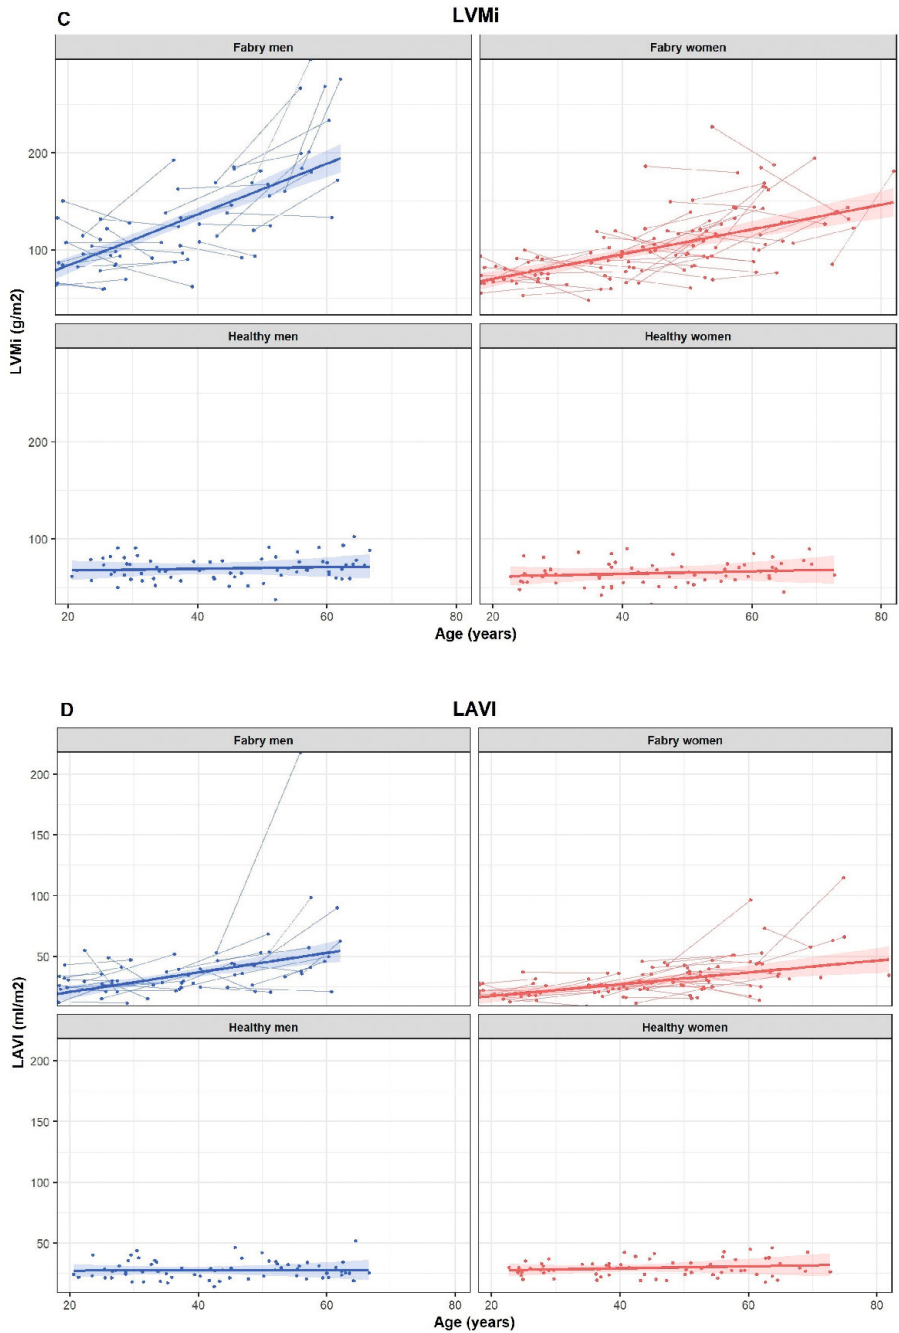 C
LVMi
Fabry men
Fabry women
200
100
Healthy men
Healthy women
200
100
LVMi (g/m2)
20 40 60 80 20 40 60 80
Age (years)
D
LAVI
Fabry men
Fabry women
200
150
100
50
Healthy men
Healthy women
200
150
100
50
LAVI (ml/m2)
20 40 60 80 20 40 60 80
Age (years)